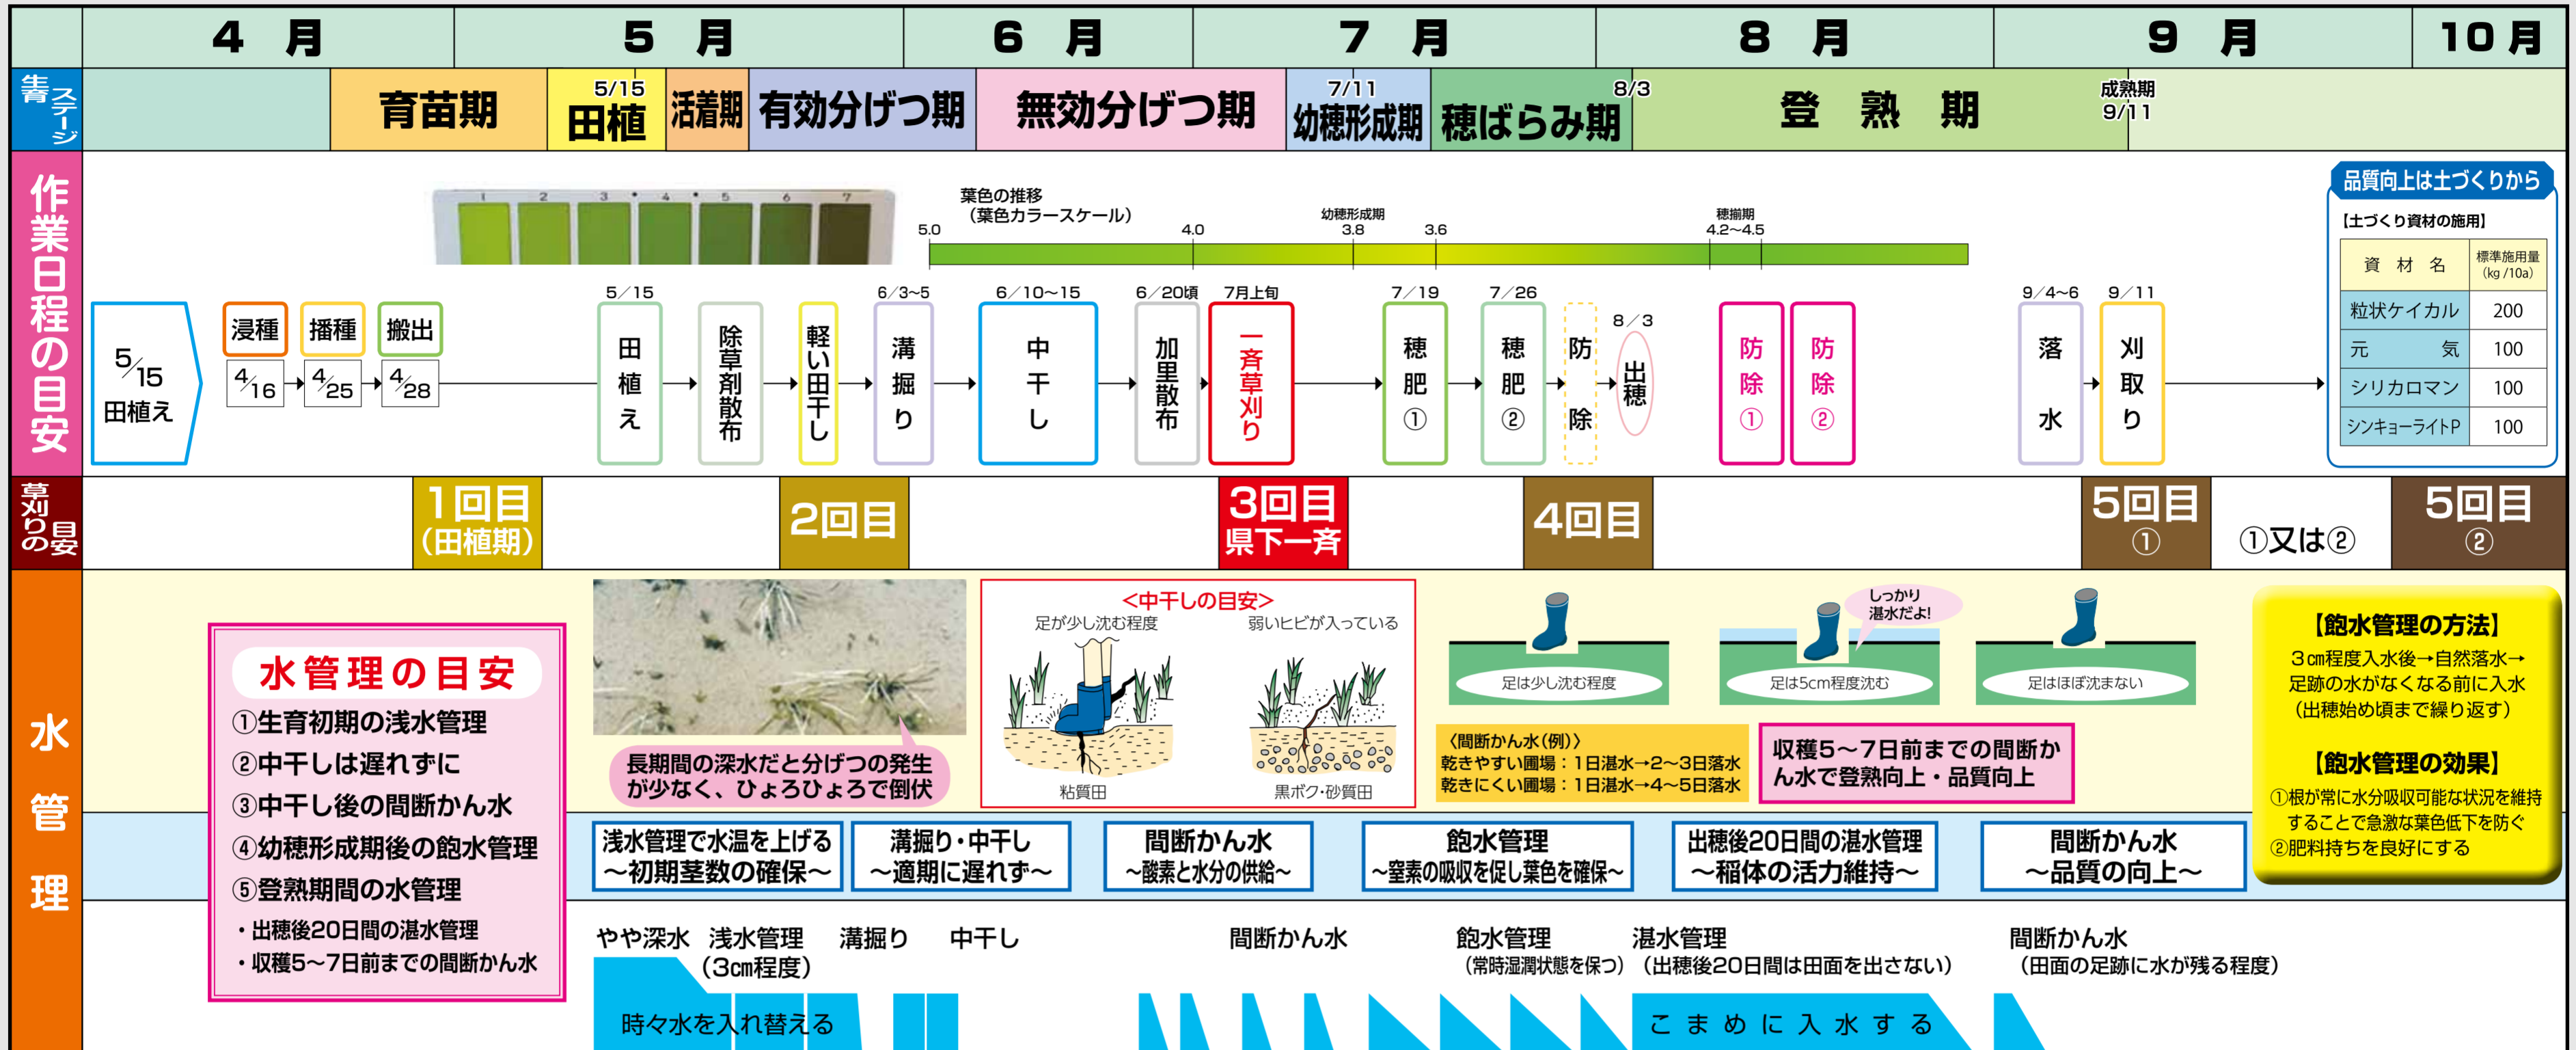 4月
5月
6月
7月
8月
9月
10月
生育ステージ
育苗期
5/15
田植
活着期
有効分げつ期
無効分げつ期
7/11
幼穂形成期
穂ばらみ期
8/3
登熟期
成熟期
9/11
作業日程の目安
1 2 3 4 5 6 7
葉色の推移
（葉色カラースケール）
5.0
4.0
幼穂形成期
3.8
3.6
穂揃期
4.2～4.5
5/15
田植え
浸種
4/16
播種
4/25
搬出
4/28
5／15
田植え
除草剤散布
軽い田干し
6／3～5
溝掘り
6／10～15
中干し
6／20頃
加里散布
7月上旬
一斉草刈り
7／19
穂肥①
7／26
穂肥②
防除
8／3
出穂
防除①
防除②
9／4～6
落水
9／11
刈取り
品質向上は土づくりから
【土づくり資材の施用】
資材名 標準施用量（kg/10a）
粒状ケイカル 200
元気 100
シリカロマン 100
シンキョーライトP 100
草刈りの目安
1回目
（田植期）
2回目
3回目
県下一斉
4回目
5回目
①
①又は②
5回目
②
水管理
水管理の目安
①生育初期の浅水管理
②中干しは遅れずに
③中干し後の間断かん水
④幼穂形成期後の飽水管理
⑤登熟期間の水管理
・出穂後20日間の湛水管理
・収穫5～7日前までの間断かん水
長期間の深水だと分げつの発生
が少なく、ひょろひょろで倒伏
＜中干しの目安＞
足が少し沈む程度
弱いヒビが入っている
粘質田
黒ボク・砂質田
足は少し沈む程度
しっかり
湛水だよ！
足は5cm程度沈む
足はほぼ沈まない
〈間断かん水（例）〉
乾きやすい圃場：1日湛水→2～3日落水
乾きにくい圃場：1日湛水→4～5日落水
収穫5～7日前までの間断か
ん水で登熟向上・品質向上
【飽水管理の方法】
３㎝程度入水後→自然落水→
足跡の水がなくなる前に入水
（出穂始め頃まで繰り返す）
【飽水管理の効果】
①根が常に水分吸収可能な状況を維持
することで急激な葉色低下を防ぐ
②肥料持ちを良好にする
浅水管理で水温を上げる
～初期茎数の確保～
溝掘り・中干し
～適期に遅れず～
間断かん水
～酸素と水分の供給～
飽水管理
～窒素の吸収を促し葉色を確保～
出穂後20日間の湛水管理
～稲体の活力維持～
間断かん水
～品質の向上～
やや深水
浅水管理
（3㎝程度）
溝掘り
中干し
間断かん水
飽水管理
（常時湿潤状態を保つ）
湛水管理
（出穂後20日間は田面を出さない）
間断かん水
（田面の足跡に水が残る程度）
時々水を入れ替える
こまめに入水する